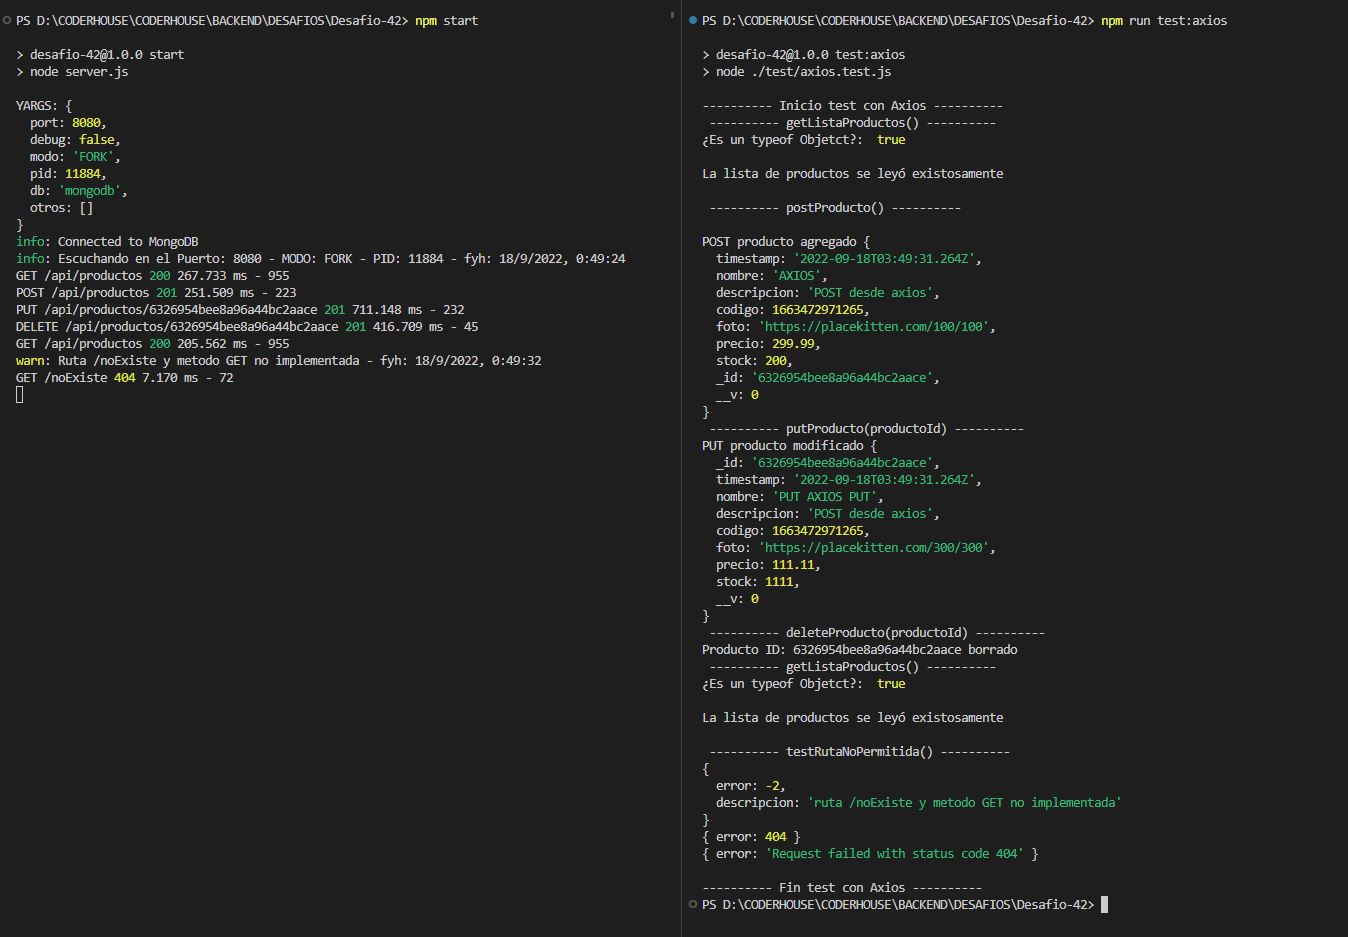 PS D:\CODERHOUSE\CODERHOUSE\BACKEND\DESAFIOS\Desafio-42> npm start
> desafio-42@1.0.0 start
> node server.js
YARGS: {
  port: 8080,
  debug: false,
  modo: 'FORK',
  pid: 11884,
  db: 'mongodb',
  otros: []
}
info: Connected to MongoDB
info: Escuchando en el Puerto: 8080 - MODO: FORK - PID: 11884 - fyh: 18/9/2022, 0:49:24
GET /api/productos 200 267.733 ms - 955
POST /api/productos 201 251.509 ms - 223
PUT /api/productos/6326954bee8a96a44bc2aace 201 711.148 ms - 232
DELETE /api/productos/6326954bee8a96a44bc2aace 201 416.709 ms - 45
GET /api/productos 200 205.562 ms - 955
warn: Ruta /noExiste y metodo GET no implementada - fyh: 18/9/2022, 0:49:32
GET /noExiste 404 7.170 ms - 72
PS D:\CODERHOUSE\CODERHOUSE\BACKEND\DESAFIOS\Desafio-42> npm run test:axios
> desafio-42@1.0.0 test:axios
> node ./test/axios.test.js
---------- Inicio test con Axios ----------
 ---------- getListaProductos() ----------
¿Es un typeof Objetct?:  true
La lista de productos se leyó existosamente
 ---------- postProducto() ----------
POST producto agregado {
  timestamp: '2022-09-18T03:49:31.264Z',
  nombre: 'AXIOS',
  descripcion: 'POST desde axios',
  codigo: 1663472971265,
  foto: 'https://placekitten.com/100/100',
  precio: 299.99,
  stock: 200,
  _id: '6326954bee8a96a44bc2aace',
  __v: 0
}
 ---------- putProducto(productoId) ----------
PUT producto modificado {
  _id: '6326954bee8a96a44bc2aace',
  timestamp: '2022-09-18T03:49:31.264Z',
  nombre: 'PUT AXIOS PUT',
  descripcion: 'POST desde axios',
  codigo: 1663472971265,
  foto: 'https://placekitten.com/300/300',
  precio: 111.11,
  stock: 1111,
  __v: 0
}
 ---------- deleteProducto(productoId) ----------
Producto ID: 6326954bee8a96a44bc2aace borrado
 ---------- getListaProductos() ----------
¿Es un typeof Objetct?:  true
La lista de productos se leyó existosamente
 ---------- testRutaNoPermitida() ----------
{
  error: -2,
  descripcion: 'ruta /noExiste y metodo GET no implementada'
}
{ error: 404 }
{ error: 'Request failed with status code 404' }
---------- Fin test con Axios ----------
PS D:\CODERHOUSE\CODERHOUSE\BACKEND\DESAFIOS\Desafio-42>